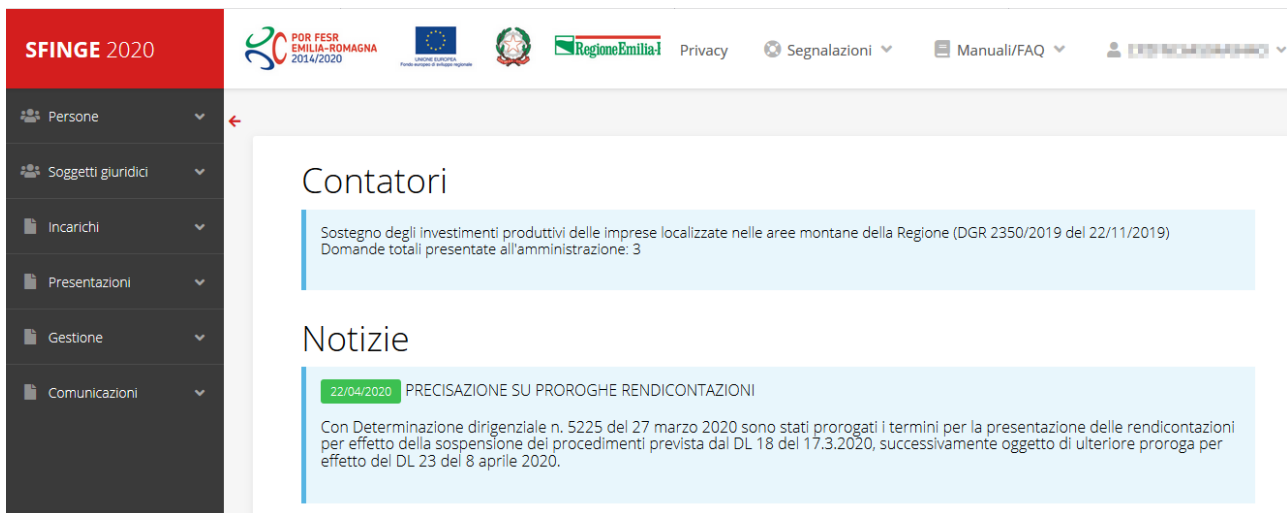 SFINGE 2020
POR FESR
EMILIA-ROMAGNA
2014/2020
UNIONE EUROPEA
Fondo europeo di sviluppo regionale
RegioneEmilia-
Privacy
Segnalazioni
Manuali/FAQ
Persone
Soggetti giuridici
Incarichi
Presentazioni
Gestione
Comunicazioni
Contatori
Sostegno degli investimenti produttivi delle imprese localizzate nelle aree montane della Regione (DGR 2350/2019 del 22/11/2019)
Domande totali presentate all'amministrazione: 3
Notizie
22/04/2020 PRECISAZIONE SU PROROGHE RENDICONTAZIONI
Con Determinazione dirigenziale n. 5225 del 27 marzo 2020 sono stati prorogati i termini per la presentazione delle rendicontazioni
per effetto della sospensione dei procedimenti prevista dal DL 18 del 17.3.2020, successivamente oggetto di ulteriore proroga per
effetto del DL 23 del 8 aprile 2020.